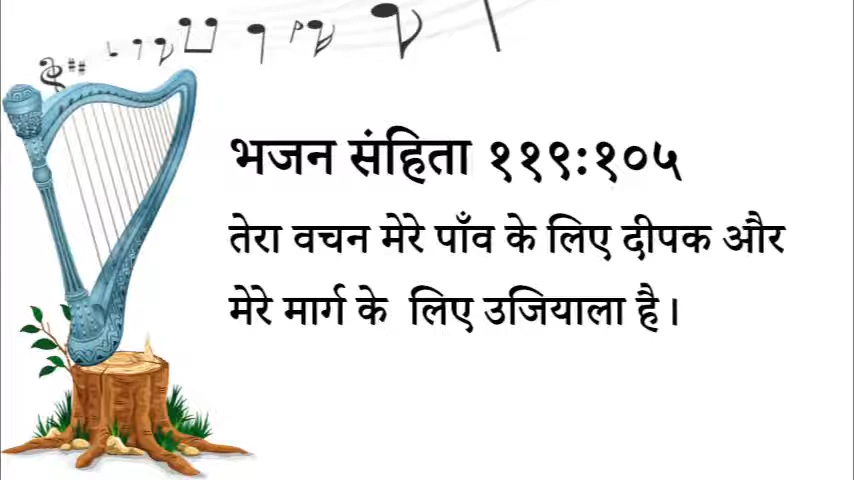 भजन संहिता ११९:१०५
तेरा वचन मेरे पाँव के लिए दीपक और
मेरे मार्ग के लिए उजियाला है।